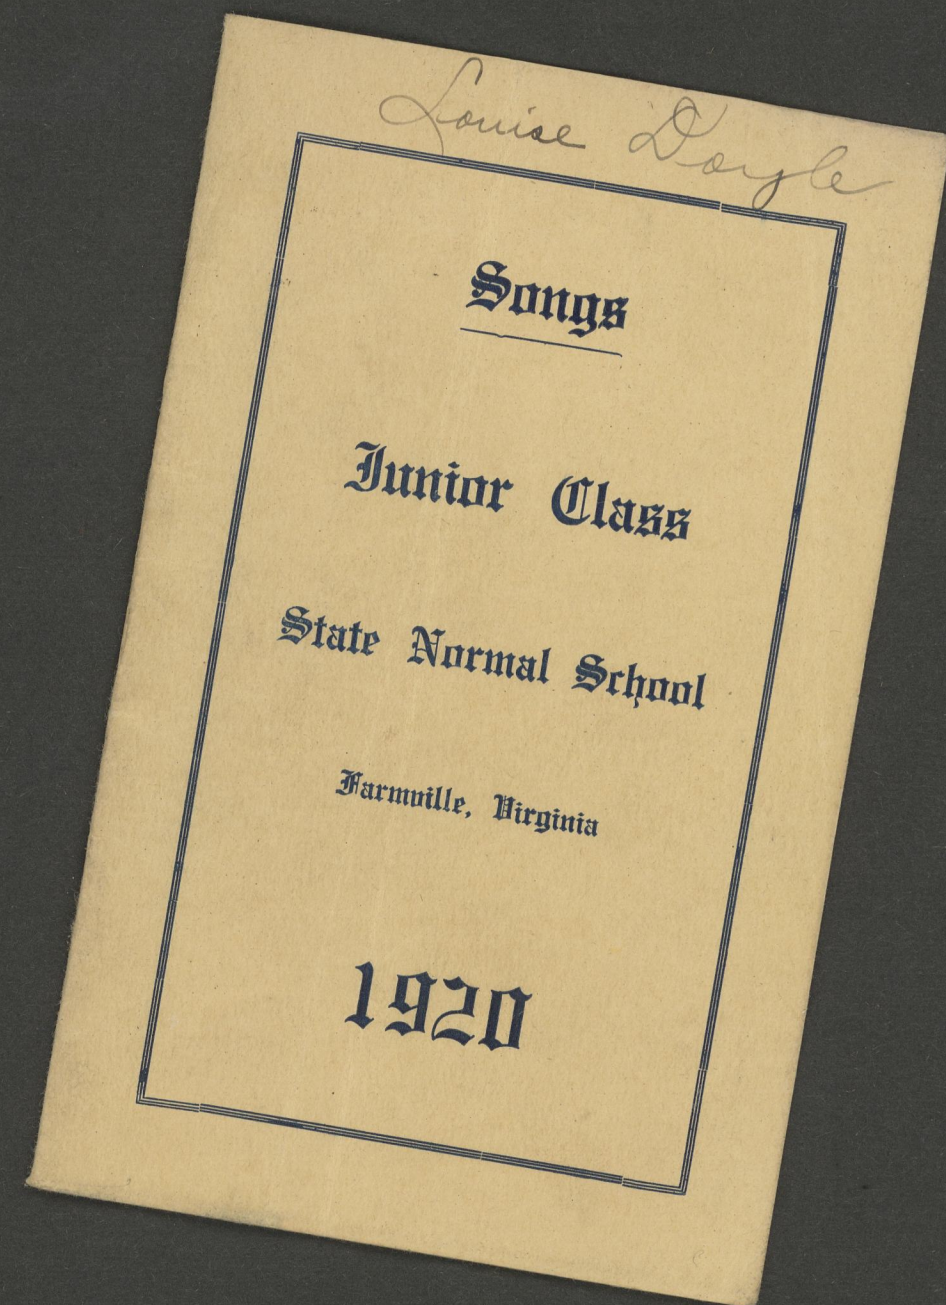 Louise Doyle
Songs
Junior Class
State Normal School
Farmville, Virginia
1920